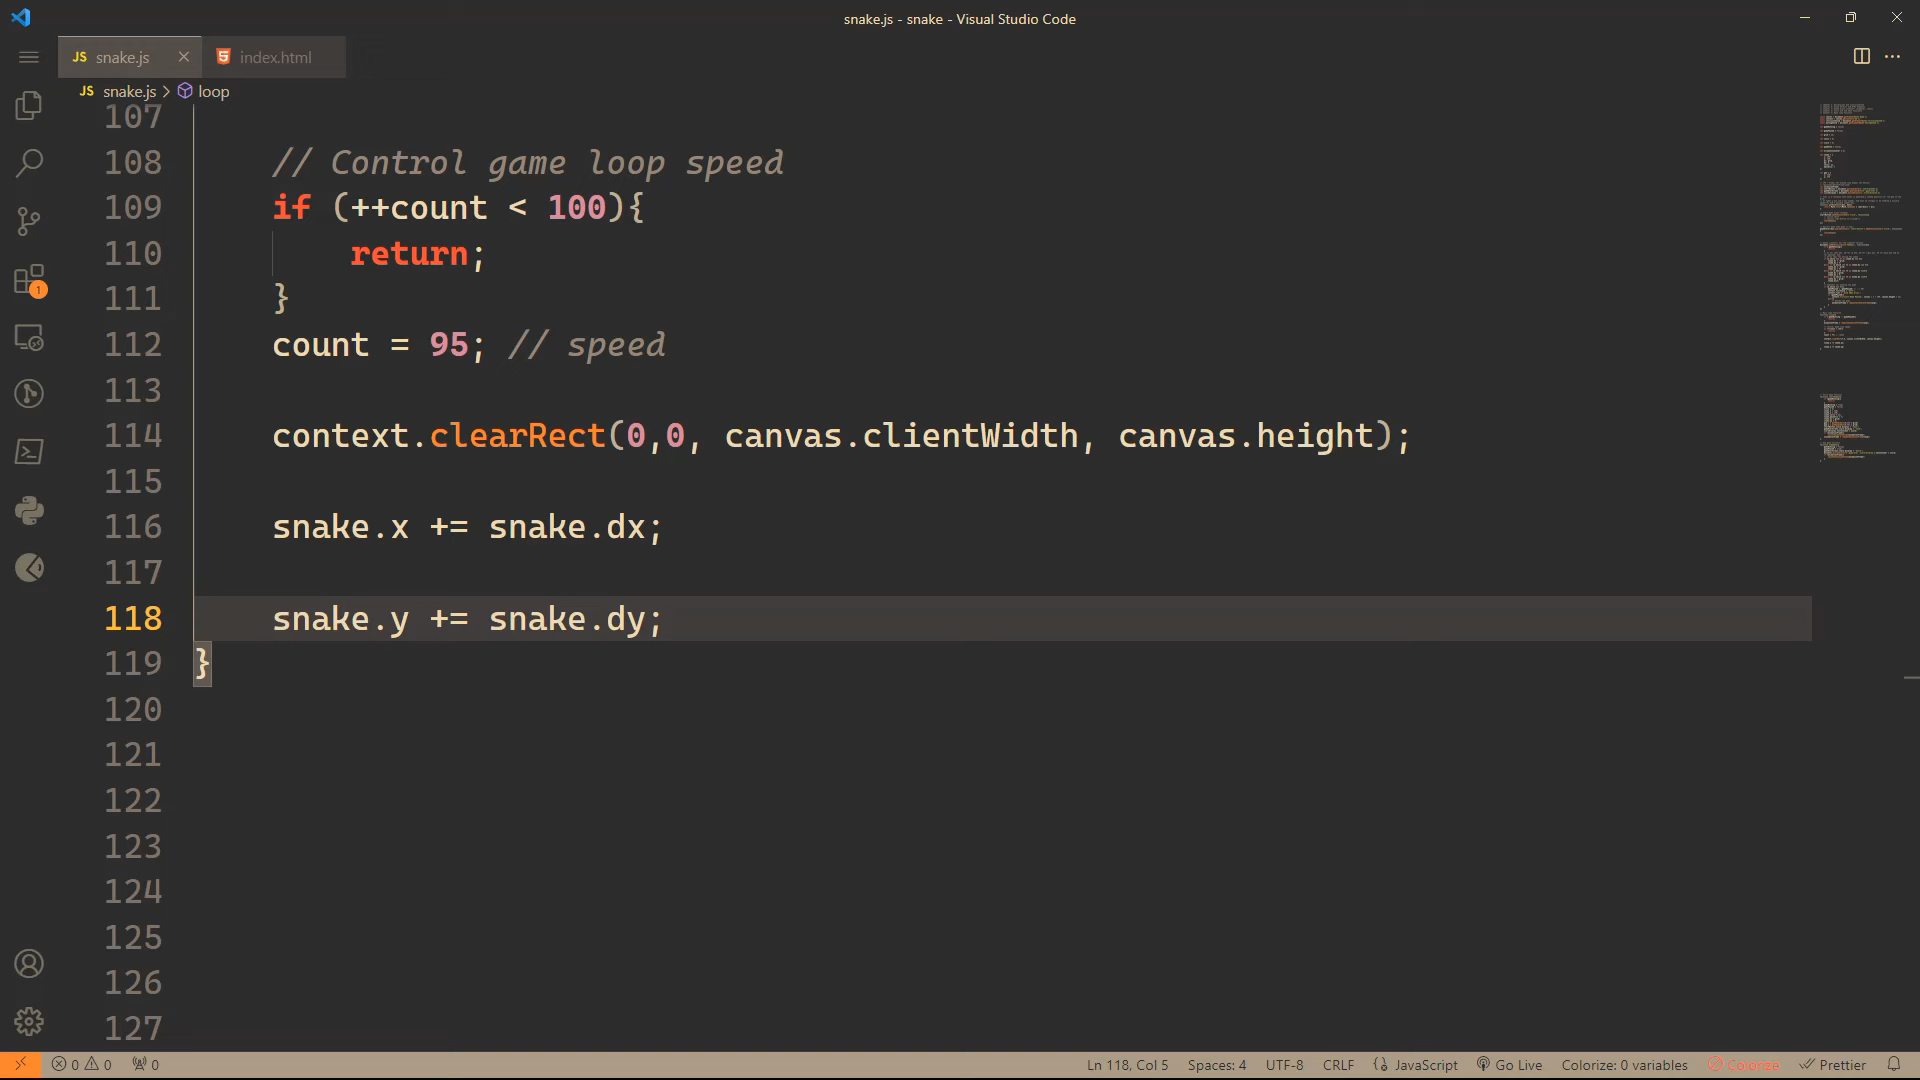 snake.js - snake - Visual Studio Code
JS snake.js
index.html
JS snake.js > loop
107
108 // Control game loop speed
109 if (++count < 100){
110 return;
111 }
112 count = 95; // speed
113
114 context.clearRect(0,0, canvas.clientWidth, canvas.height);
115
116 snake.x += snake.dx;
117
118 snake.y += snake.dy;
119 }
120
121
122
123
124
125
126
127
1
0 0 0 Ln 118, Col 5 Spaces: 4 UTF-8 CRLF {} JavaScript Go Live Colorize: 0 variables Colorize Prettier